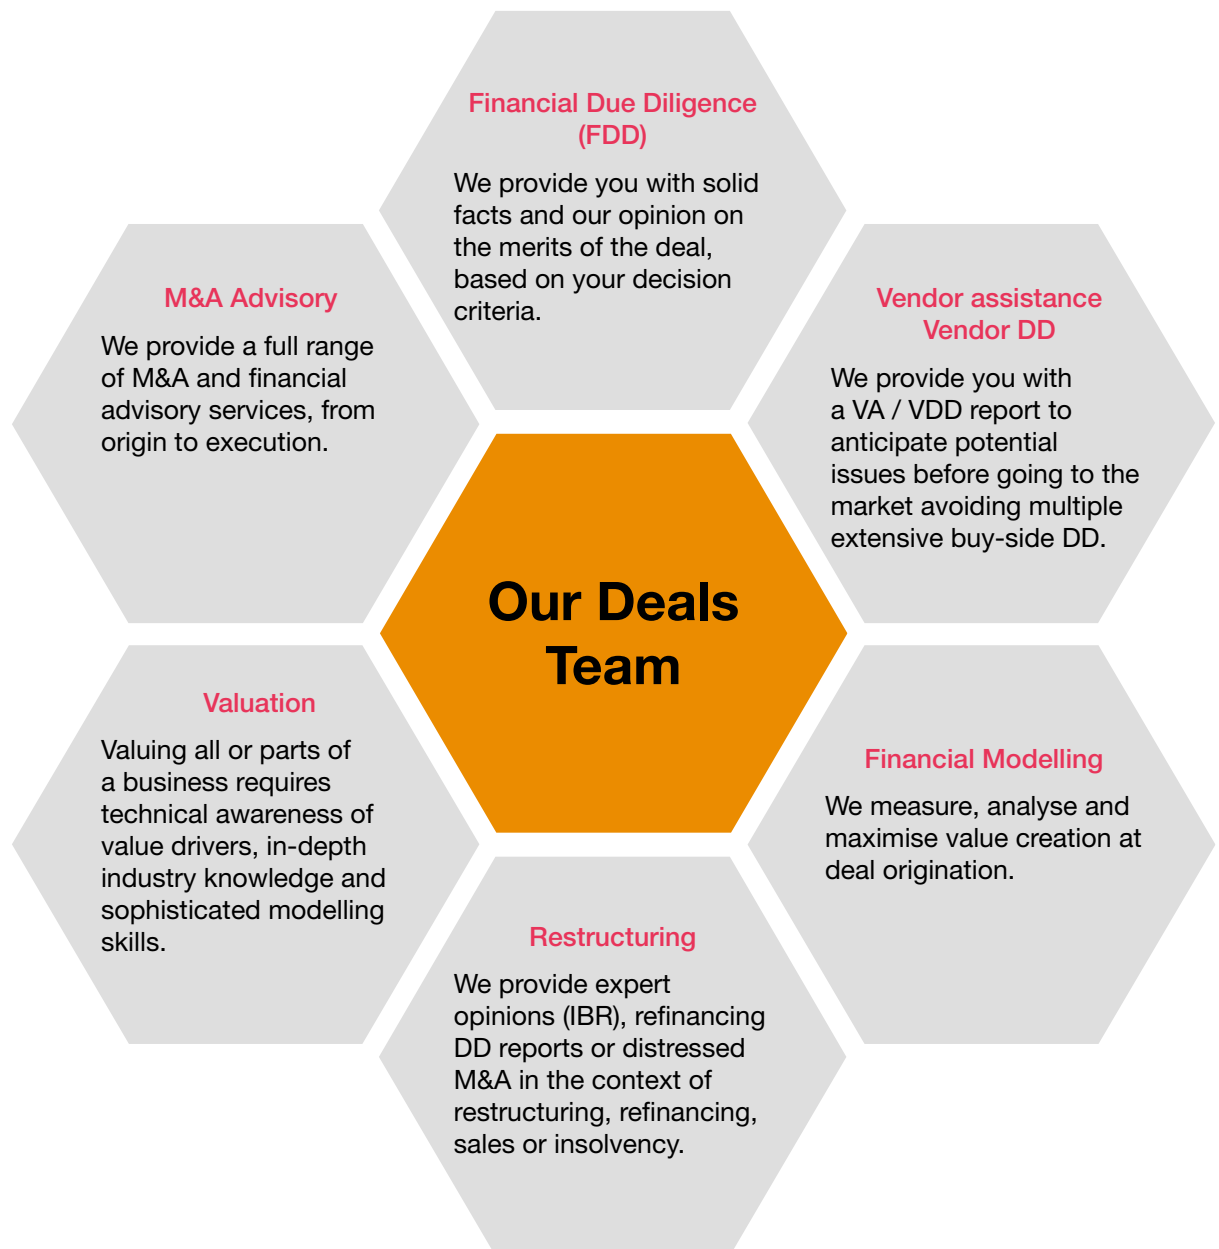 Financial Due Diligence
(FDD)
We provide you with solid
facts and our opinion on
the merits of the deal,
based on your decision
criteria.
M&A Advisory
We provide a full range
of M&A and financial
advisory services, from
origin to execution.
Vendor assistance
Vendor DD
We provide you with
a VA / VDD report to
anticipate potential
issues before going to the
market avoiding multiple
extensive buy-side DD.
Our Deals
Team
Valuation
Valuing all or parts of
a business requires
technical awareness of
value drivers, in-depth
industry knowledge and
sophisticated modelling
skills.
Financial Modelling
We measure, analyse and
maximise value creation at
deal origination.
Restructuring
We provide expert
opinions (IBR), refinancing
DD reports or distressed
M&A in the context of
restructuring, refinancing,
sales or insolvency.